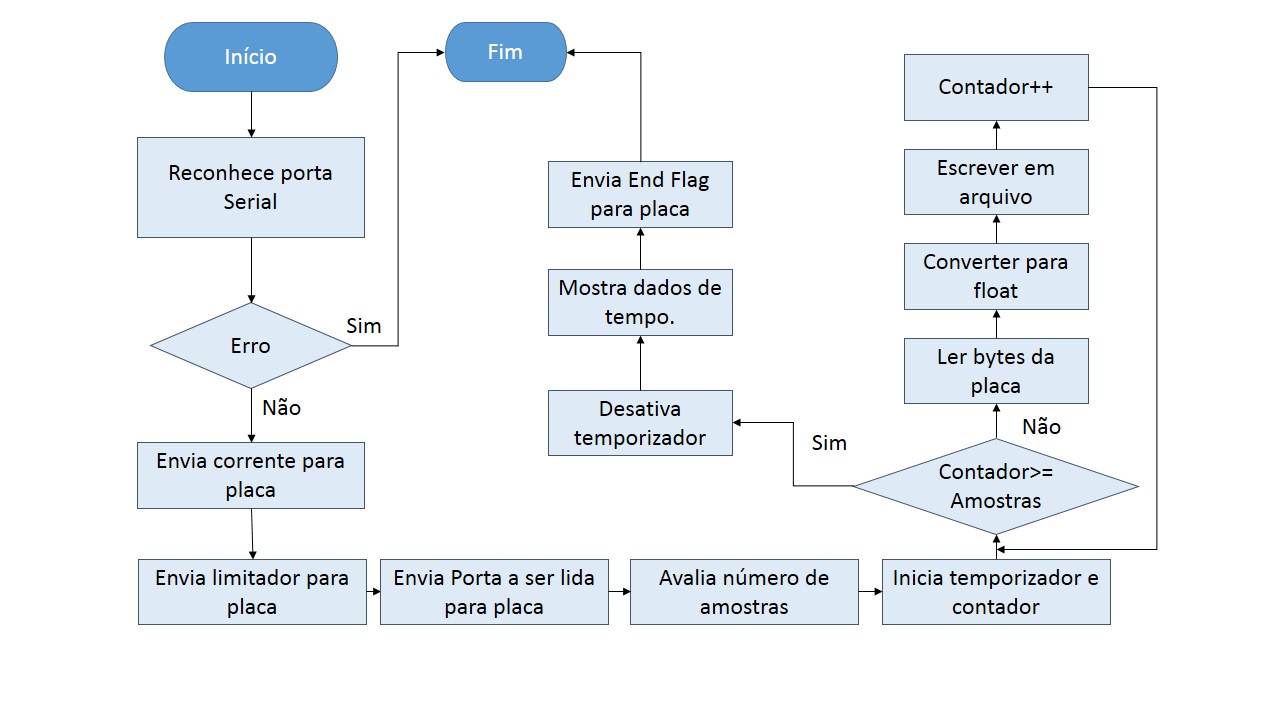 Início
Fim
Contador++
Reconhece porta
Serial
Envia End Flag
para placa
Escrever em
arquivo
Mostra dados de
tempo.
Converter para
float
Erro
Sim
Não
Ler bytes da
placa
Desativa
temporizador
Sim
Não
Contador>=
Amostras
Envia corrente para
placa
Envia limitador para
placa
Envia Porta a ser lida
para placa
Avalia número de
amostras
Inicia temporizador e
contador